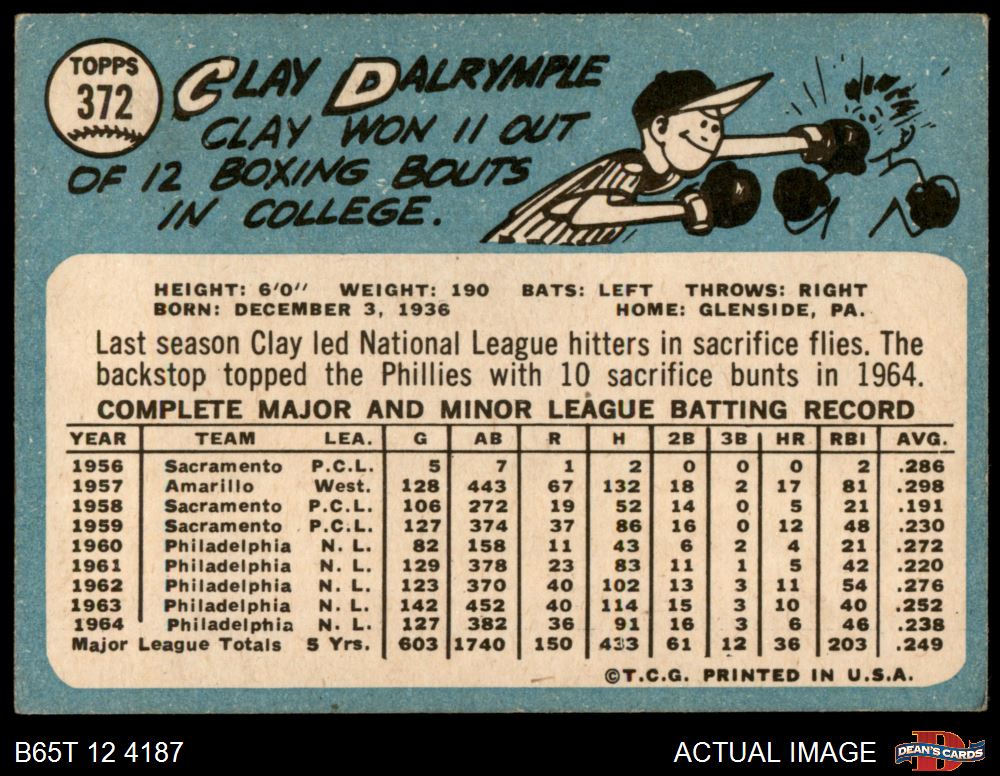 TOPPS
372
CLAY DALRYMPLE
CLAY WON 11 OUT
OF 12 BOXING BOUTS
IN COLLEGE.
HEIGHT: 6'0" WEIGHT: 190 BATS: LEFT THROWS: RIGHT
BORN: DECEMBER 3, 1936 HOME: GLENSIDE, PA.
Last season Clay led National League hitters in sacrifice flies. The
backstop topped the Phillies with 10 sacrifice bunts in 1964.
COMPLETE MAJOR AND MINOR LEAGUE BATTING RECORD
YEAR TEAM LEA. G AB R H 2B 3B HR RBI AVG.
1956 Sacramento P.C.L. 5 7 1 2 0 0 0 2 .286
1957 Amarillo West. 128 443 67 132 18 2 17 81 .298
1958 Sacramento P.C.L. 106 272 19 52 14 0 5 21 .191
1959 Sacramento P.C.L. 127 374 37 86 16 0 12 48 .230
1960 Philadelphia N. L. 82 158 11 43 6 2 4 21 .272
1961 Philadelphia N. L. 129 378 23 83 11 1 5 42 .220
1962 Philadelphia N. L. 123 370 40 102 13 3 11 54 .276
1963 Philadelphia N. L. 142 452 40 114 15 3 10 40 .252
1964 Philadelphia N. L. 127 382 36 91 16 3 6 46 .238
Major League Totals 5 Yrs. 603 1740 150 433 61 12 36 203 .249
©T.C.G. PRINTED IN U.S.A.
B65T 12 4187
ACTUAL IMAGE
D
DEAN'S CARDS